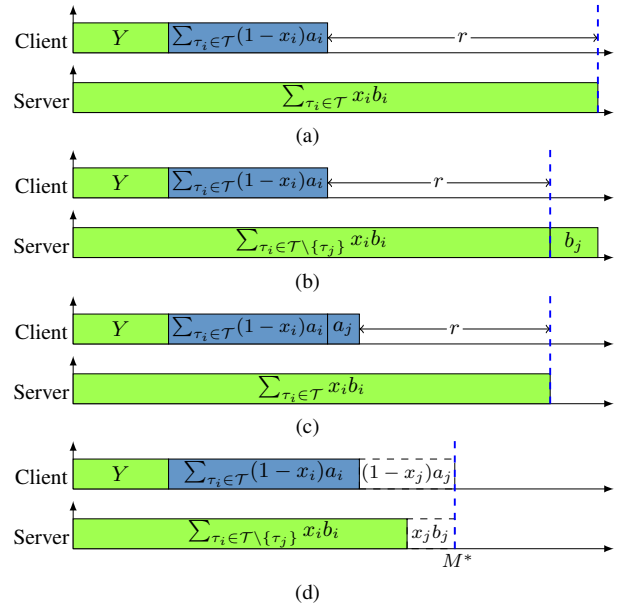 Client Y ∑_{τ_i∈𝒯}(1 − x_i)a_i r
Server ∑_{τ_i∈𝒯} x_i b_i
(a)
Client Y ∑_{τ_i∈𝒯}(1 − x_i)a_i r
Server ∑_{τ_i∈𝒯\{τ_j}} x_i b_i b_j
(b)
Client Y ∑_{τ_i∈𝒯}(1 − x_i)a_i a_j r
Server ∑_{τ_i∈𝒯} x_i b_i
(c)
Client Y ∑_{τ_i∈𝒯}(1 − x_i)a_i (1 − x_j)a_j
Server ∑_{τ_i∈𝒯\{τ_j}} x_i b_i x_j b_j
M*
(d)